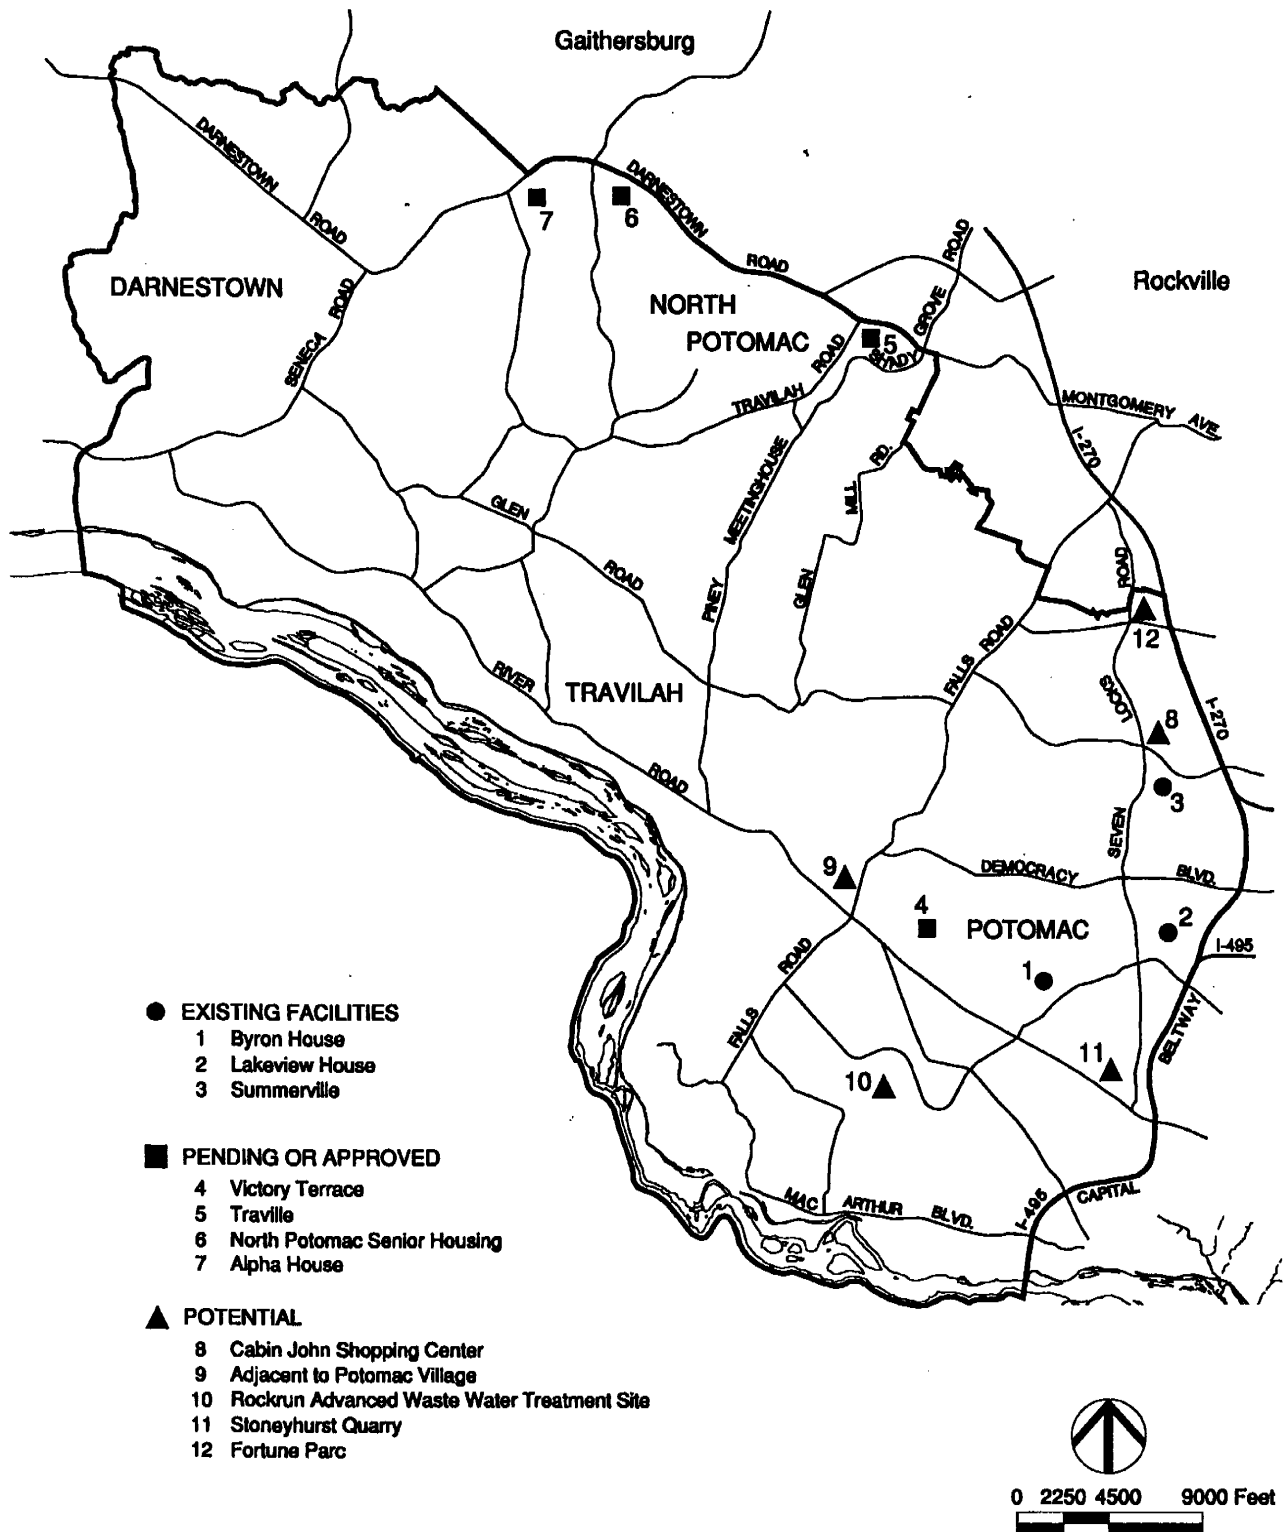 Gaithersburg
DARNESTOWN
ROAD
DARNESTOWN
ROAD
7
6
Rockville
DARNESTOWN
NORTH
POTOMAC
SENECA ROAD
SHADY GROVE ROAD
5
TRAVILAH ROAD
MONTGOMERY AVE.
I-270
PINEY MEETINGHOUSE
GLEN MILL RD.
GLEN
ROAD
ROAD
12
FALLS ROAD
RIVER
ROAD
TRAVILAH
SEVEN LOCKS
8
I-270
3
9
DEMOCRACY
BLVD.
4
POTOMAC
2
I-495
1
FALLS ROAD
11
BELTWAY
10
MAC ARTHUR BLVD.
I-495
CAPITAL
EXISTING FACILITIES
1 Byron House
2 Lakeview House
3 Summerville
PENDING OR APPROVED
4 Victory Terrace
5 Traville
6 North Potomac Senior Housing
7 Alpha House
POTENTIAL
8 Cabin John Shopping Center
9 Adjacent to Potomac Village
10 Rockrun Advanced Waste Water Treatment Site
11 Stoneyhurst Quarry
12 Fortune Parc
0 2250 4500 9000 Feet